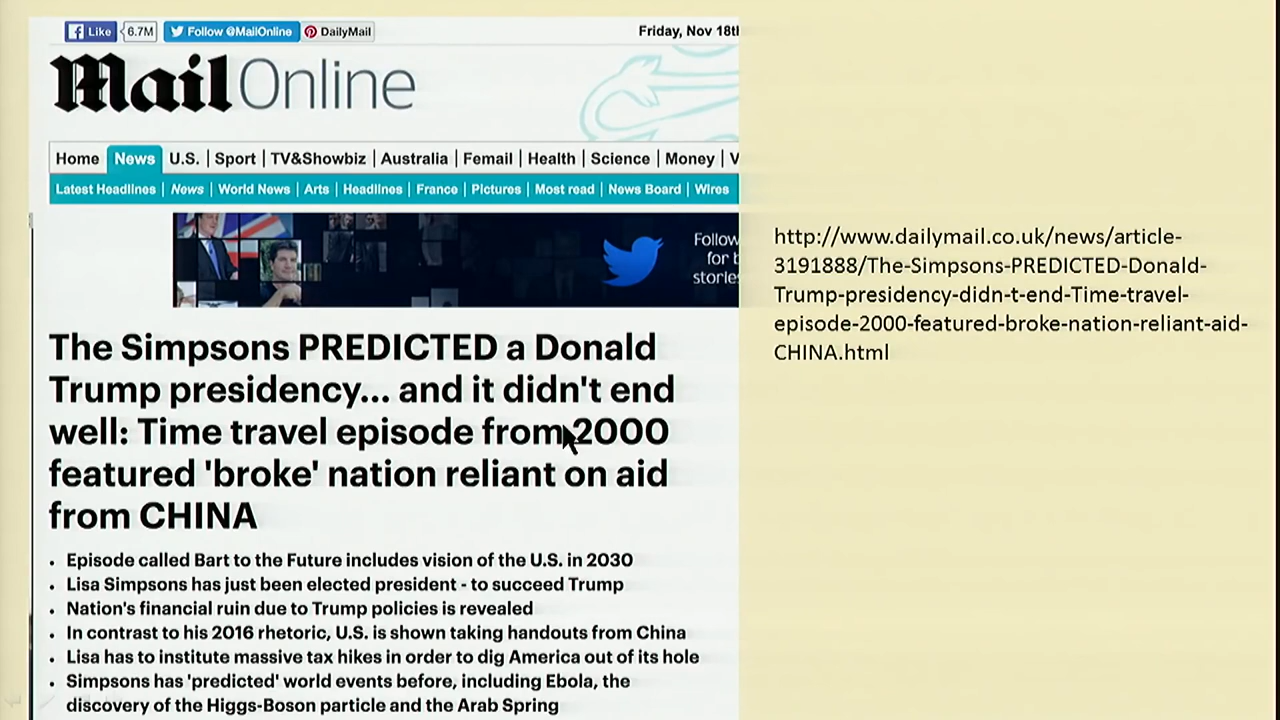 Like
6.7M
Follow @MailOnline
DailyMail
Friday, Nov 18th
Mail Online
Home
News
U.S. | Sport | TV&Showbiz | Australia | Femail | Health | Science | Money | V
Latest Headlines | News | World News | Arts | Headlines | France | Pictures | Most read | News Board | Wires
Follow
for b
stories
The Simpsons PREDICTED a Donald
Trump presidency... and it didn't end
well: Time travel episode from 2000
featured 'broke' nation reliant on aid
from CHINA
• Episode called Bart to the Future includes vision of the U.S. in 2030
• Lisa Simpsons has just been elected president - to succeed Trump
• Nation's financial ruin due to Trump policies is revealed
• In contrast to his 2016 rhetoric, U.S. is shown taking handouts from China
• Lisa has to institute massive tax hikes in order to dig America out of its hole
• Simpsons has 'predicted' world events before, including Ebola, the
discovery of the Higgs-Boson particle and the Arab Spring
http://www.dailymail.co.uk/news/article-
3191888/The-Simpsons-PREDICTED-Donald-
Trump-presidency-didn-t-end-Time-travel-
episode-2000-featured-broke-nation-reliant-aid-
CHINA.html